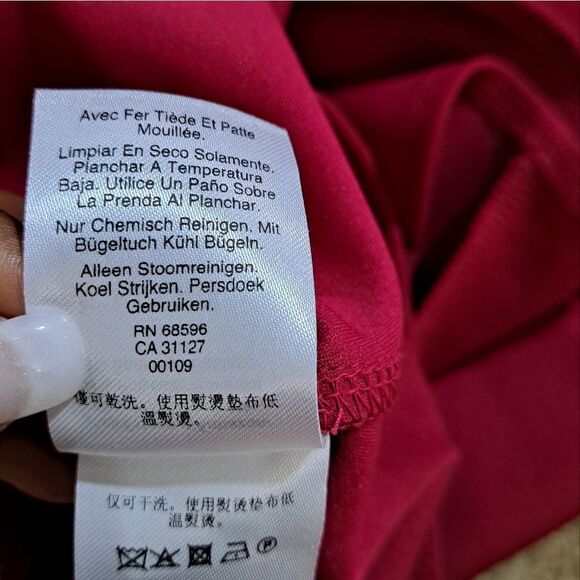 Avec Fer Tiède Et Patte
Mouillée.
Limpiar En Seco Solamente.
Planchar A Temperatura
Baja. Utilice Un Paño Sobre
La Prenda Al Planchar.
Nur Chemisch Reinigen. Mit
Bügeltuch Kühl Bügeln.
Alleen Stoomreinigen.
Koel Strijken. Persdoek
Gebruiken.
RN 68596
CA 31127
00109
僅可乾洗。使用熨燙墊布低
溫熨燙。
仅可干洗。使用熨烫垫布低
温熨烫。